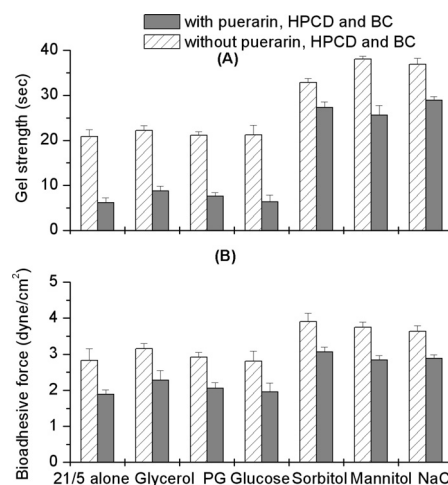 with puerarin, HPCD and BC
without puerarin, HPCD and BC
(A)
Gel strength (sec)
40
30
20
10
0
(B)
Bioadhesive force (dyne/cm²)
5
4
3
2
1
0
21/5 alone Glycerol PG Glucose Sorbitol Mannitol NaC